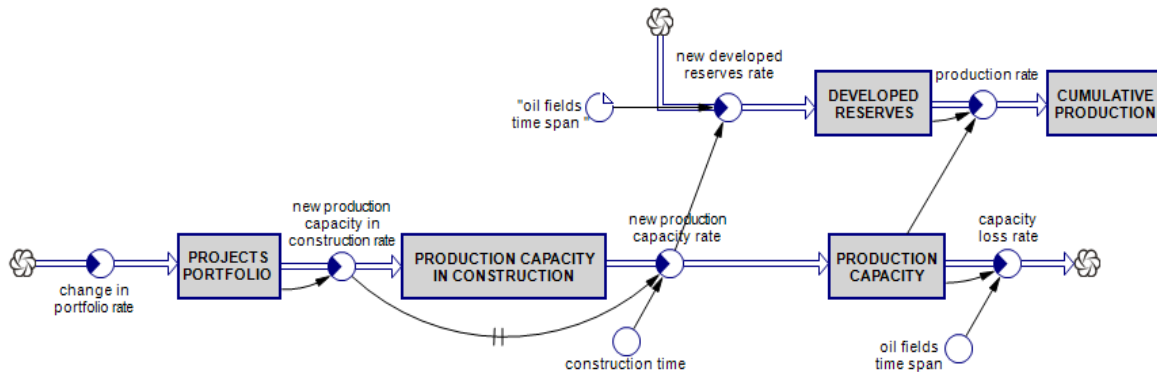 new developed
reserves rate
"oil fields
time span "
DEVELOPED
RESERVES
production rate
CUMULATIVE
PRODUCTION
change in
portfolio rate
PROJECTS
PORTFOLIO
new production
capacity in
construction rate
PRODUCTION CAPACITY
IN CONSTRUCTION
new production
capacity rate
construction time
PRODUCTION
CAPACITY
capacity
loss rate
oil fields
time span